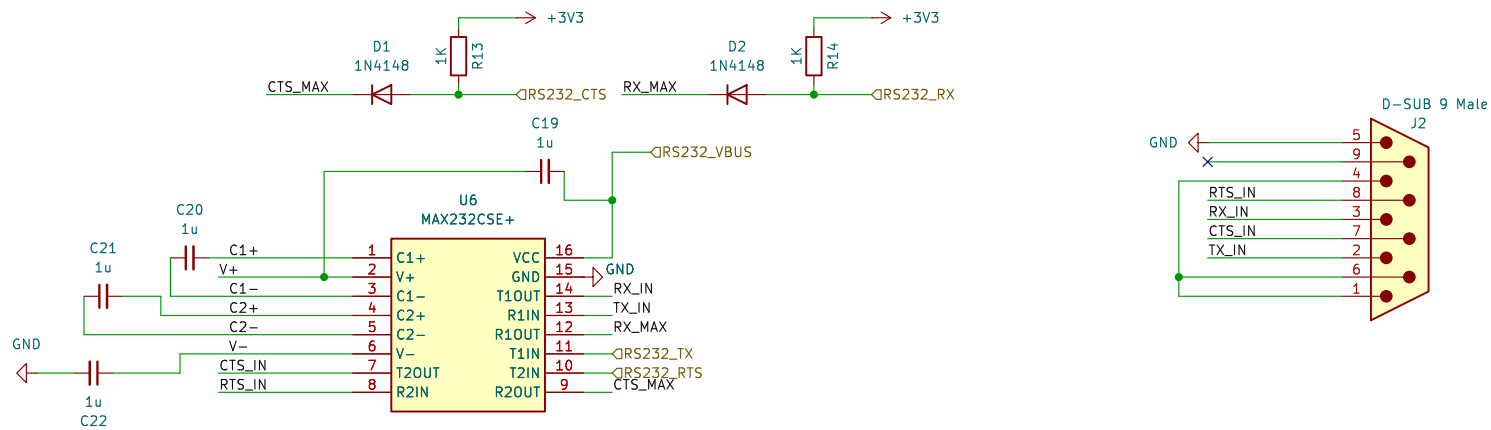 +3V3
+3V3
D1
1N4148
1K
R13
D2
1N4148
1K
R14
CTS_MAX
RS232_CTS
RX_MAX
RS232_RX
D-SUB 9 Male
J2
C19
1u
RS232_VBUS
GND
5
9
4
8
3
7
2
6
1
RTS_IN
RX_IN
CTS_IN
TX_IN
U6
MAX232CSE+
C20
1u
C21
1u
C1+
V+
C1-
C2+
C2-
V-
CTS_IN
RTS_IN
GND
1u
C22
1
2
3
4
5
6
7
8
C1+
V+
C1-
C2+
C2-
V-
T2OUT
R2IN
VCC
GND
T1OUT
R1IN
R1OUT
T1IN
T2IN
R2OUT
16
15
14
13
12
11
10
9
GND
RX_IN
TX_IN
RX_MAX
RS232_TX
RS232_RTS
CTS_MAX